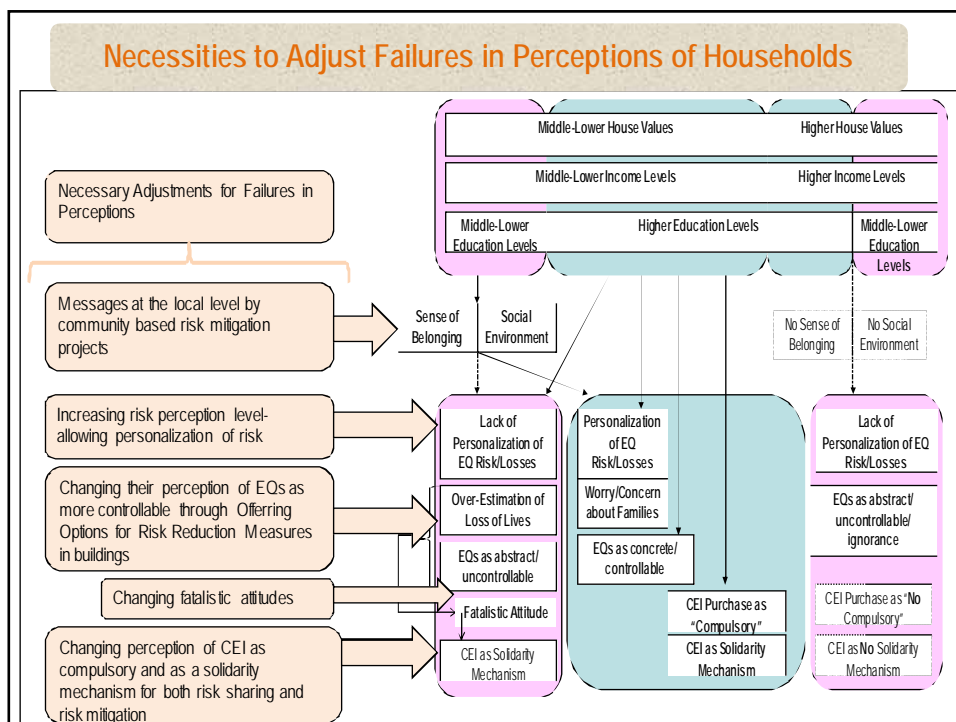 Necessities to Adjust Failures in Perceptions of Households
Middle-Lower House Values
Higher House Values
Middle-Lower Income Levels
Higher Income Levels
Middle-Lower
Education Levels
Higher Education Levels
Middle-Lower
Education
Levels
Necessary Adjustments for Failures in
Perceptions
Messages at the local level by
community based risk mitigation
projects
Sense of
Belonging
Social
Environment
No Sense of
Belonging
No Social
Environment
Increasing risk perception level-
allowing personalization of risk
Changing their perception of EQs as
more controllable through Offerring
Options for Risk Reduction Measures
in buildings
Changing fatalistic attitudes
Changing perception of CEI as
compulsory and as a solidarity
mechanism for both risk sharing and
risk mitigation
Lack of
Personalization of
EQ Risk/Losses
Over-Estimation of
Loss of Lives
EQs as abstract/
uncontrollable
Fatalistic Attitude
CEI as Solidarity
Mechanism
Personalization
of EQ
Risk/Losses
Worry/Concern
about Families
EQs as concrete/
controllable
CEI Purchase as
"Compulsory"
CEI as Solidarity
Mechanism
Lack of
Personalization of EQ
Risk/Losses
EQs as abstract/
uncontrollable/
ignorance
CEI Purchase as "No
Compulsory"
CEI as No Solidarity
Mechanism